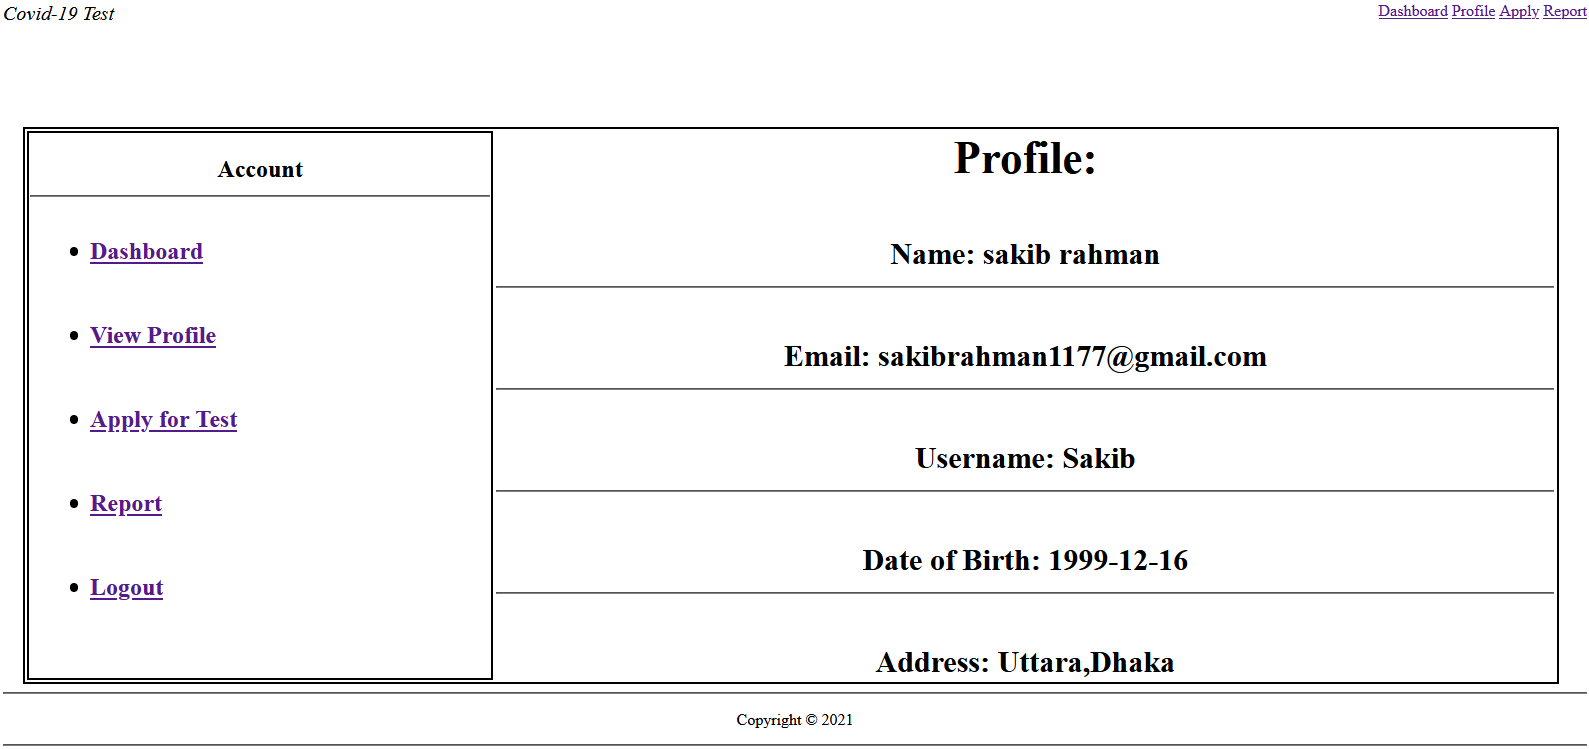 Covid-19 Test
Dashboard Profile Apply Report
Account
Dashboard
View Profile
Apply for Test
Report
Logout
Profile:
Name: sakib rahman
Email: sakibrahman1177@gmail.com
Username: Sakib
Date of Birth: 1999-12-16
Address: Uttara,Dhaka
Copyright © 2021